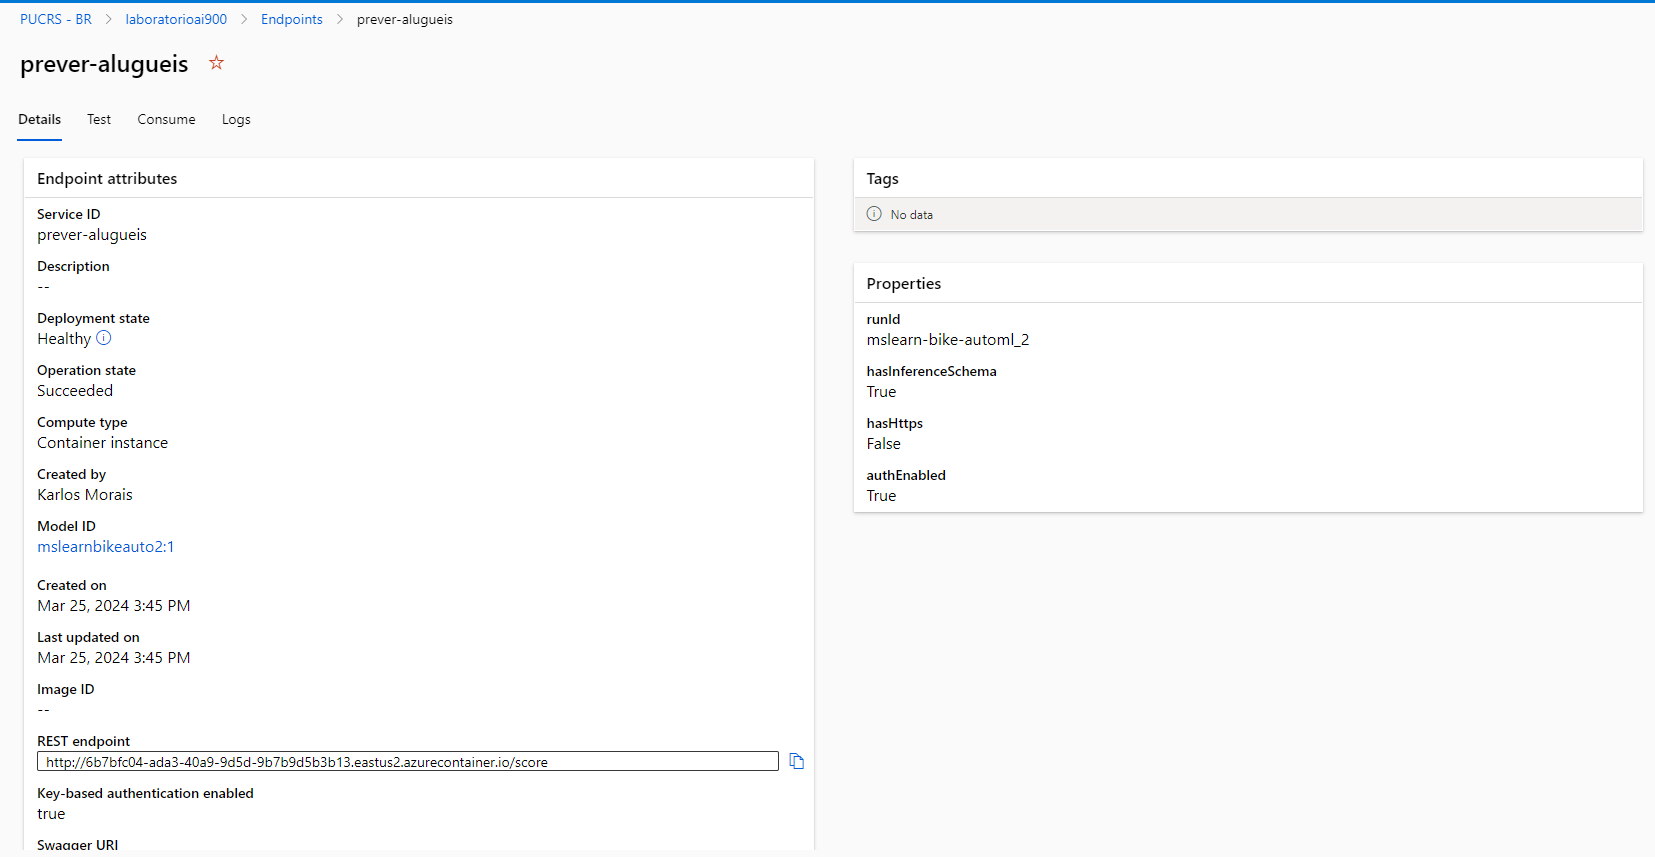 PUCRS - BR > laboratorioai900 > Endpoints > prever-alugueis
prever-alugueis
Details Test Consume Logs
Endpoint attributes
Service ID
prever-alugueis
Description
--
Deployment state
Healthy
Operation state
Succeeded
Compute type
Container instance
Created by
Karlos Morais
Model ID
mslearnbikeauto2:1
Created on
Mar 25, 2024 3:45 PM
Last updated on
Mar 25, 2024 3:45 PM
Image ID
--
REST endpoint
http://6b7bfc04-ada3-40a9-9d5d-9b7b9d5b3b13.eastus2.azurecontainer.io/score
Key-based authentication enabled
true
Swagger URI
Tags
No data
Properties
runId
mslearn-bike-automl_2
hasInferenceSchema
True
hasHttps
False
authEnabled
True